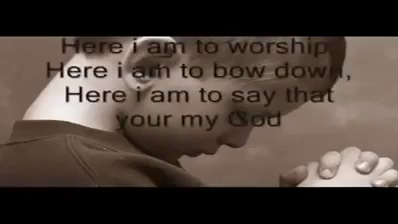 Here i am to worship
Here i am to bow down,
Here i am to say that
your my God